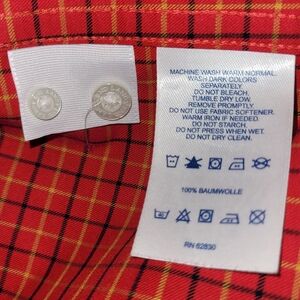 MACHINE WASH WARM NORMAL.
WASH DARK COLORS
SEPARATELY.
DO NOT BLEACH.
TUMBLE DRY LOW.
REMOVE PROMPTLY.
DO NOT USE FABRIC SOFTENER.
WARM IRON IF NEEDED.
DO NOT STARCH.
DO NOT PRESS WHEN WET.
DO NOT DRY CLEAN.
100% BAUMWOLLE
RN 62830